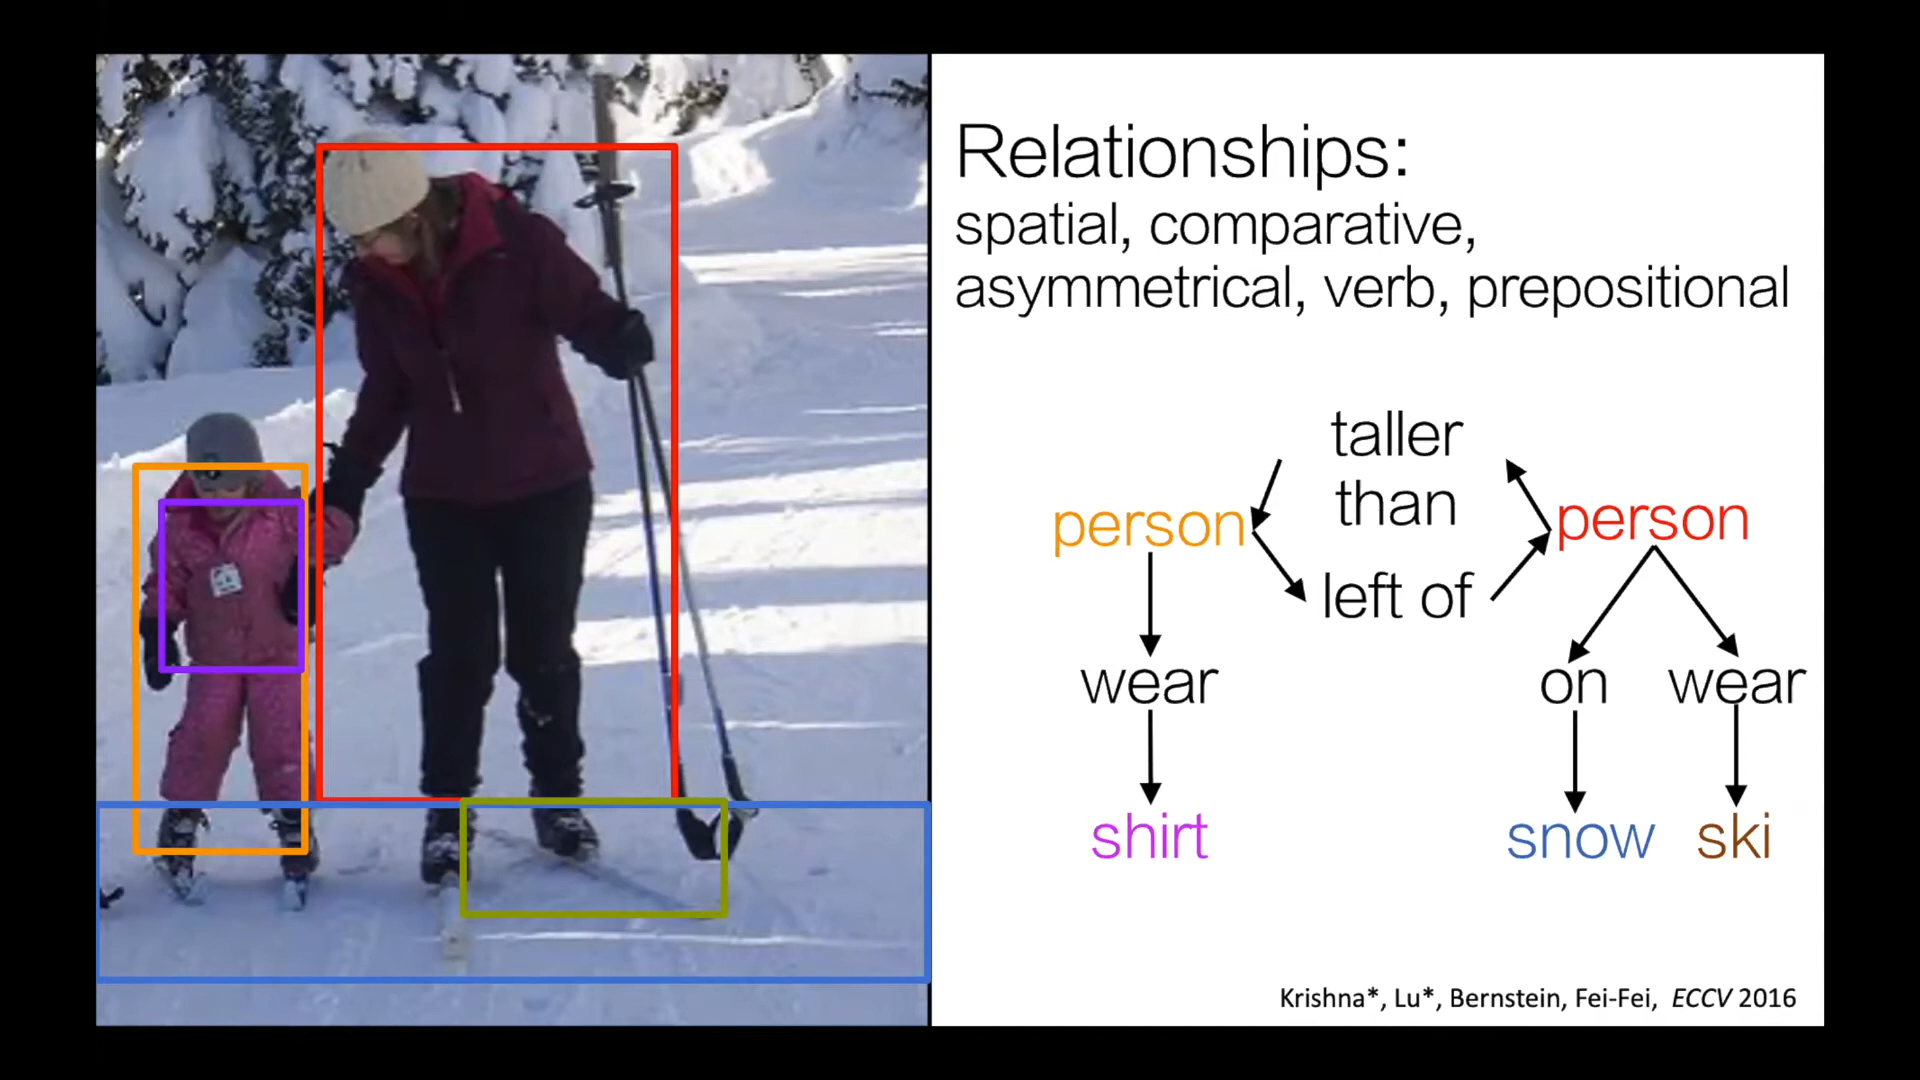 Relationships:
spatial, comparative,
asymmetrical, verb, prepositional
taller
than
person
person
left of
wear
on
wear
shirt
snow
ski
Krishna*, Lu*, Bernstein, Fei-Fei, ECCV 2016